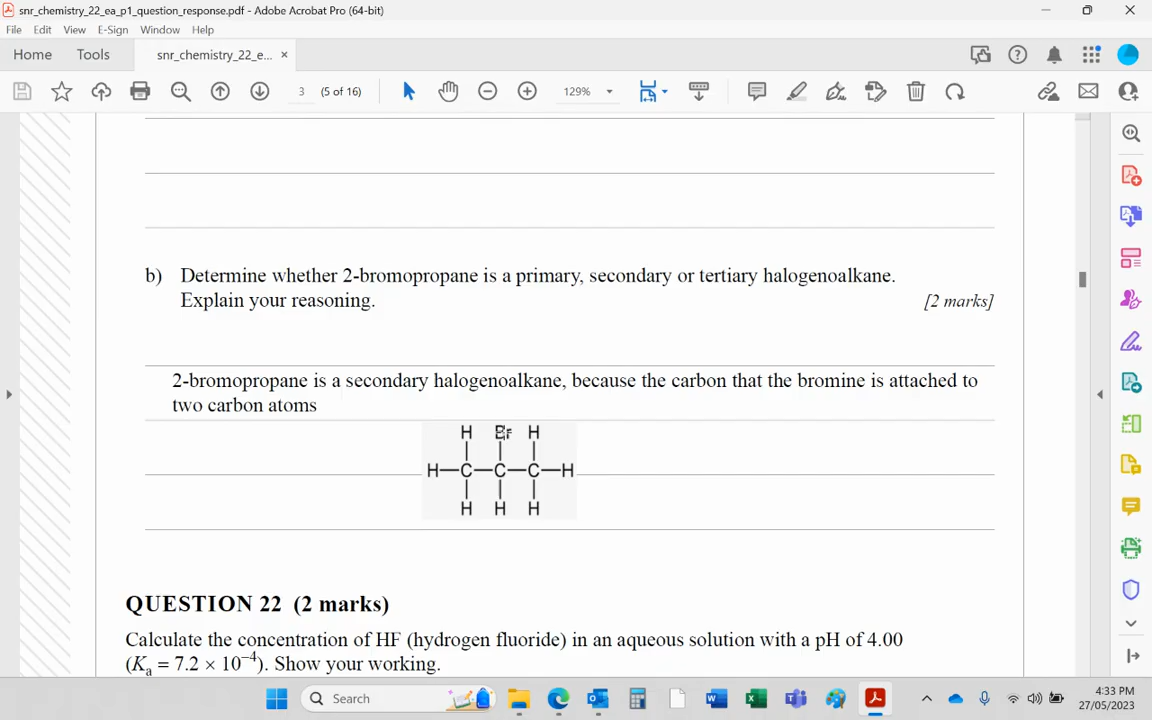 snr_chemistry_22_ea_p1_question_response.pdf - Adobe Acrobat Pro (64-bit)
File Edit View E-Sign Window Help
Home Tools snr_chemistry_22_e... ×
3 (5 of 16) 129%
b) Determine whether 2-bromopropane is a primary, secondary or tertiary halogenoalkane.
Explain your reasoning. [2 marks]
2-bromopropane is a secondary halogenoalkane, because the carbon that the bromine is attached to
two carbon atoms
H Br H
H—C—C—C—H
H H H
QUESTION 22 (2 marks)
Calculate the concentration of HF (hydrogen fluoride) in an aqueous solution with a pH of 4.00
(Kₐ = 7.2 × 10⁻⁴). Show your working.
Search
4:33 PM
27/05/2023